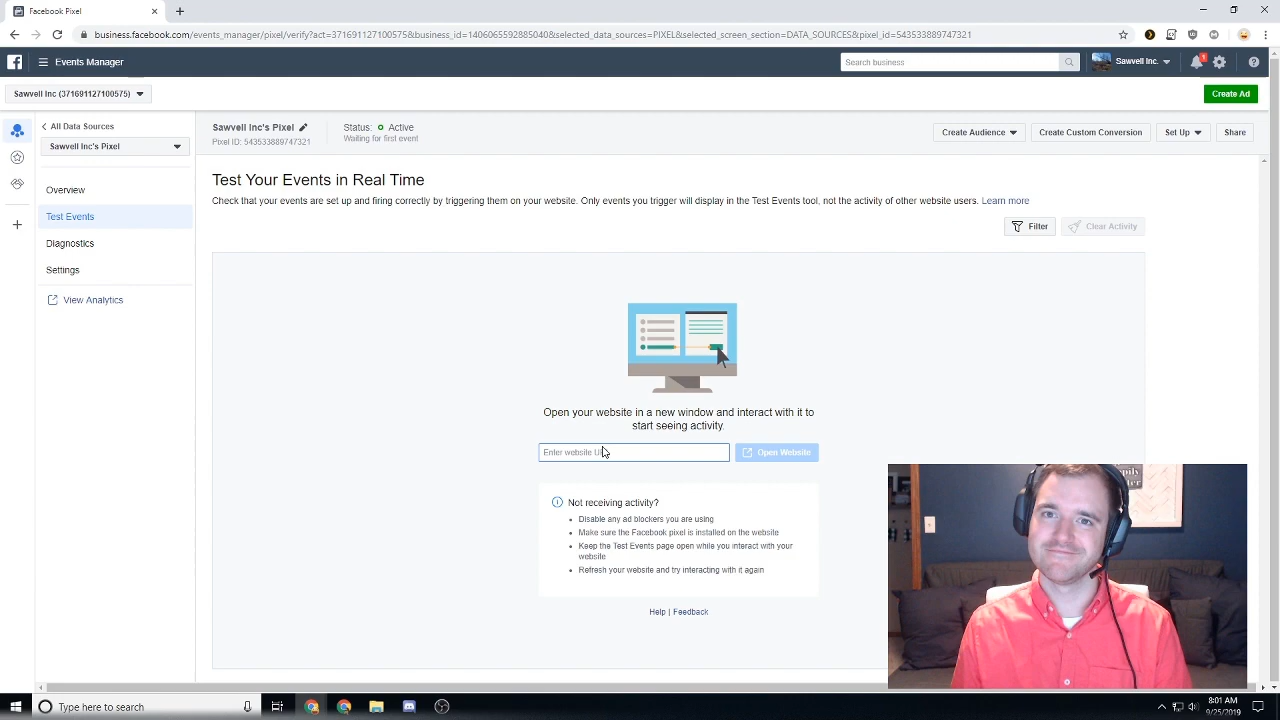 Facebook Pixel
business.facebook.com/events_manager/pixel/verify?act=371691127100575&business_id=1406065592885040&selected_data_sources=PIXEL&selected_screen_section=DATA_SOURCES&pixel_id=543533889747321
Events Manager
Search business
Sawvell Inc.
Sawvell Inc (371691127100575)
Create Ad
All Data Sources
Sawvell Inc's Pixel
Overview
Test Events
Diagnostics
Settings
View Analytics
Sawvell Inc's Pixel
Pixel ID: 543533889747321
Status: Active
Waiting for first event
Create Audience
Create Custom Conversion
Set Up
Share
Test Your Events in Real Time
Check that your events are set up and firing correctly by triggering them on your website. Only events you trigger will display in the Test Events tool, not the activity of other website users. Learn more
Filter
Clear Activity
Open your website in a new window and interact with it to
start seeing activity.
Enter website
Open Website
Not receiving activity?
• Disable any ad blockers you are using
• Make sure the Facebook pixel is installed on the website
• Keep the Test Events page open while you interact with your
website
• Refresh your website and try interacting with it again
Help | Feedback
Type here to search
8:01 AM
9/25/2019